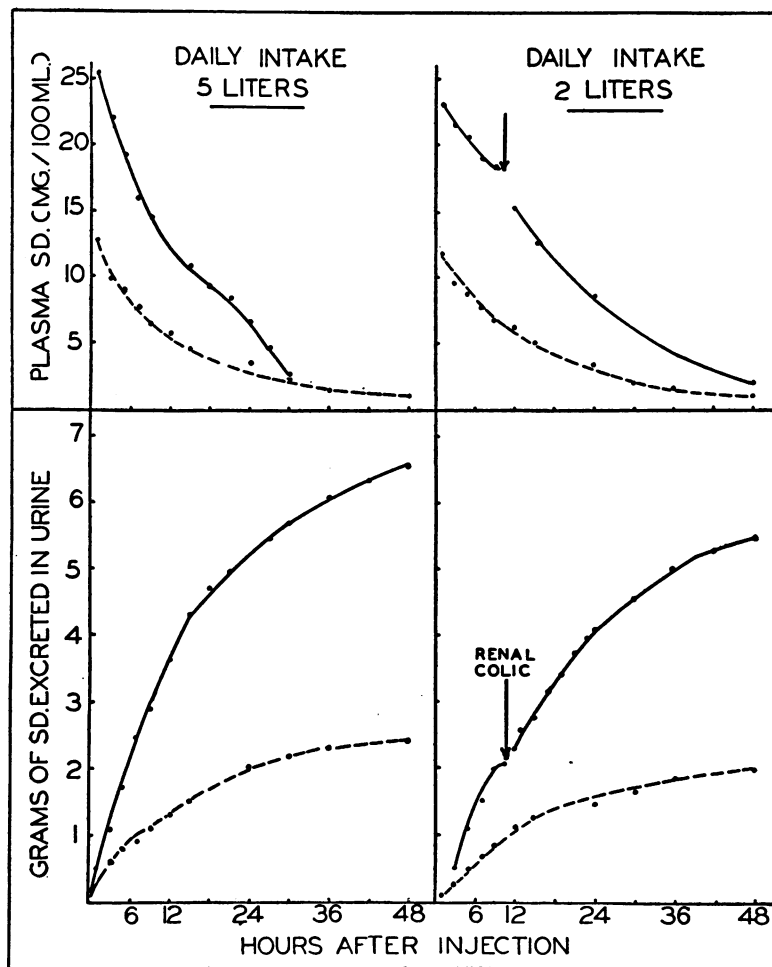 DAILY INTAKE
5 LITERS
DAILY INTAKE
2 LITERS
PLASMA SD. (MG./100ML.)
25
20
15
10
5
GRAMS OF SD. EXCRETED IN URINE
7
6
5
4
3
2
1
RENAL
COLIC
6 12 24 36 48
6 12 24 36 48
HOURS AFTER INJECTION